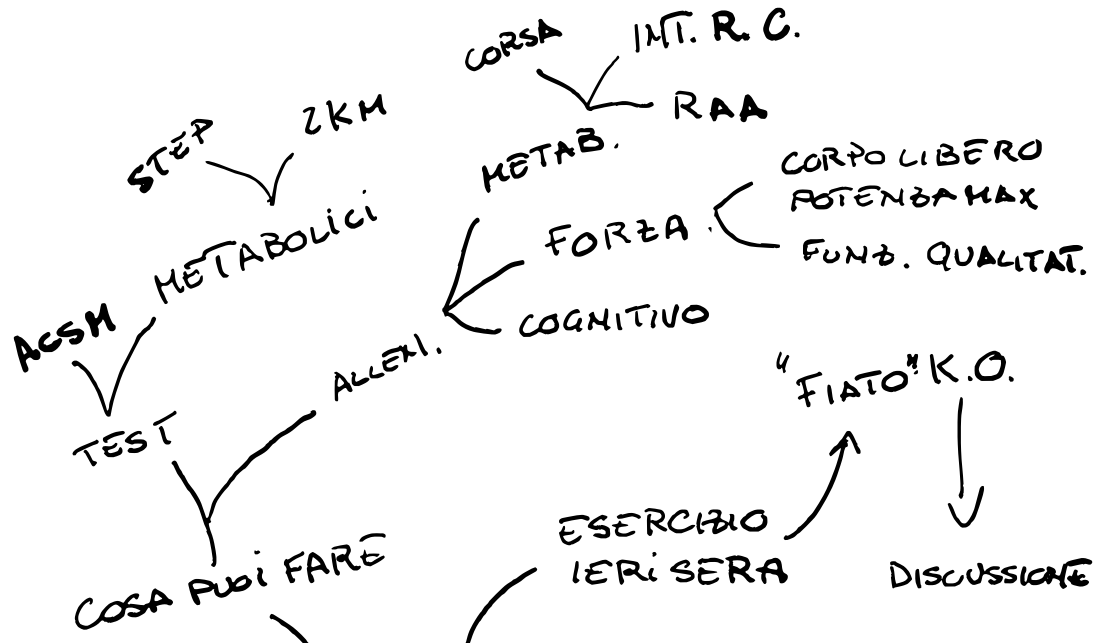 CORSA
INT. R. C.
RAA
STEP
2KM
METAB.
CORPO LIBERO
POTENZA MAX
METABOLICI
FORZA
FUNZ. QUALITAT.
ACSM
COGNITIVO
ALLEN.
"FIATO" K.O.
TEST
ESERCIZIO
IERI SERA
DISCUSSIONE
COSA PUOI FARE